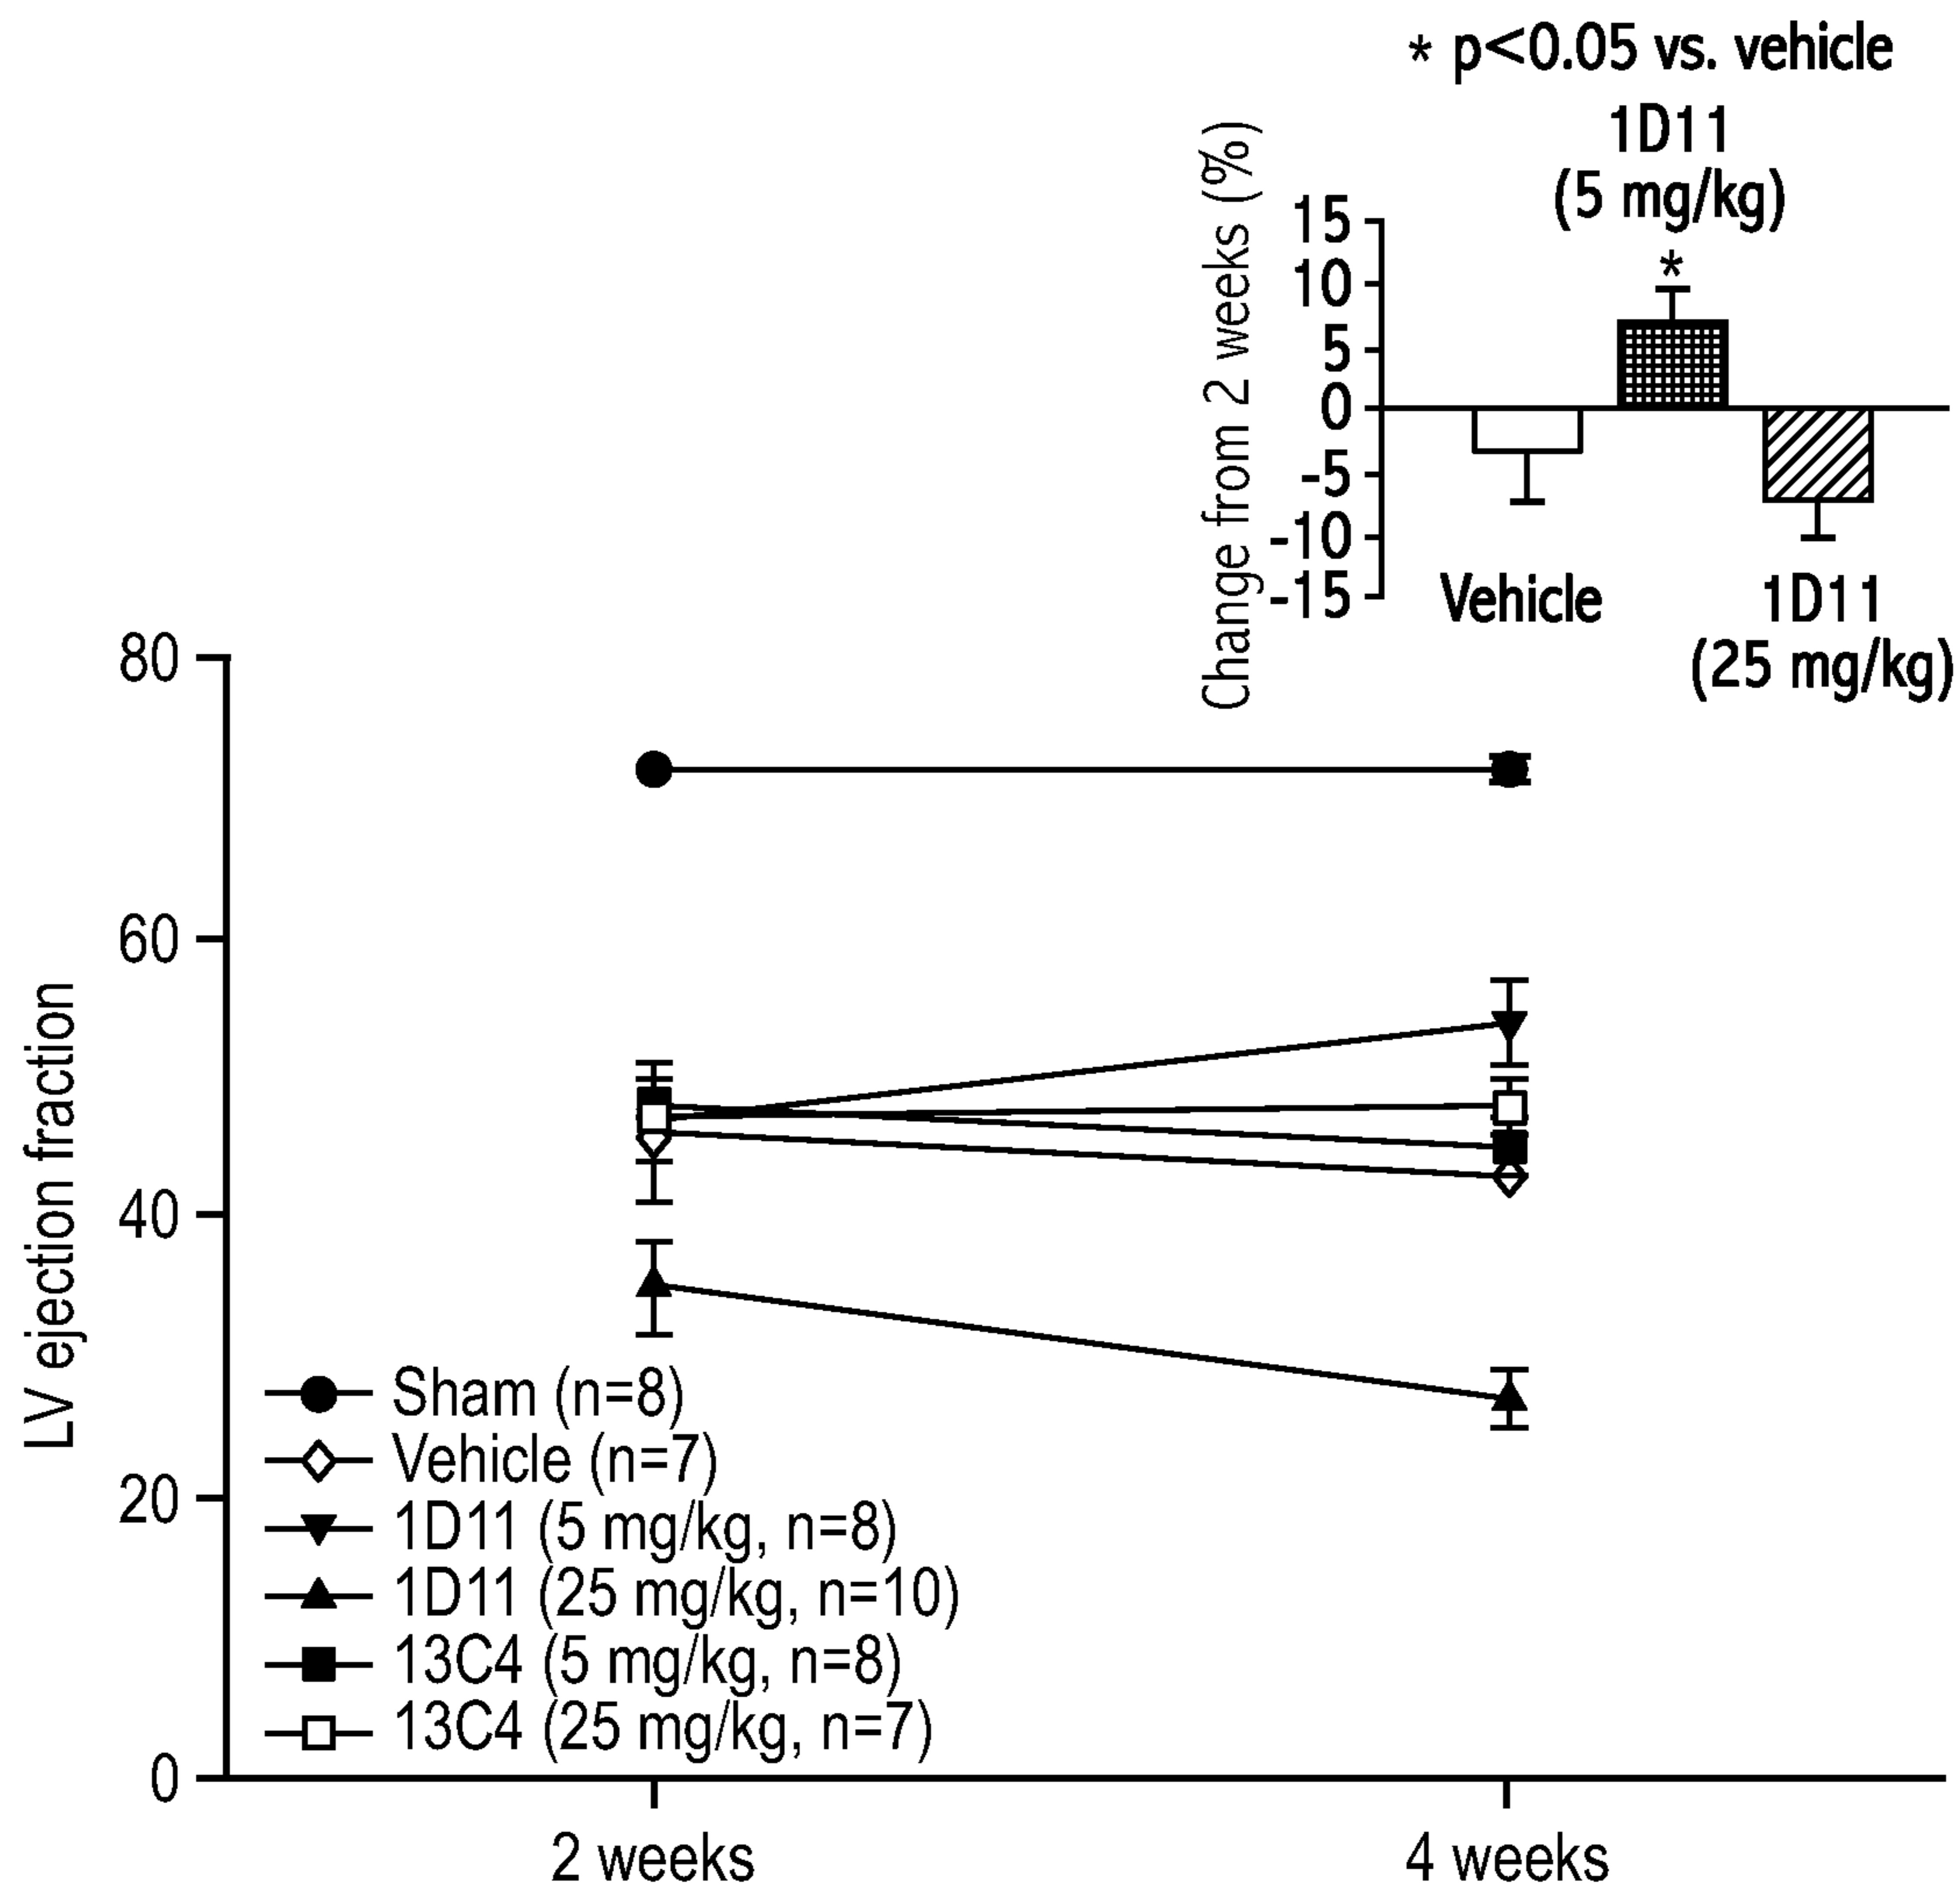 * p<0.05 vs. vehicle
1D11
(5 mg/kg)
*
Change from 2 weeks (%)
15
10
5
0
-5
-10
-15
Vehicle
1D11
(25 mg/kg)
LV ejection fraction
80
60
40
20
0
Sham (n=8)
Vehicle (n=7)
1D11 (5 mg/kg, n=8)
1D11 (25 mg/kg, n=10)
13C4 (5 mg/kg, n=8)
13C4 (25 mg/kg, n=7)
2 weeks
4 weeks